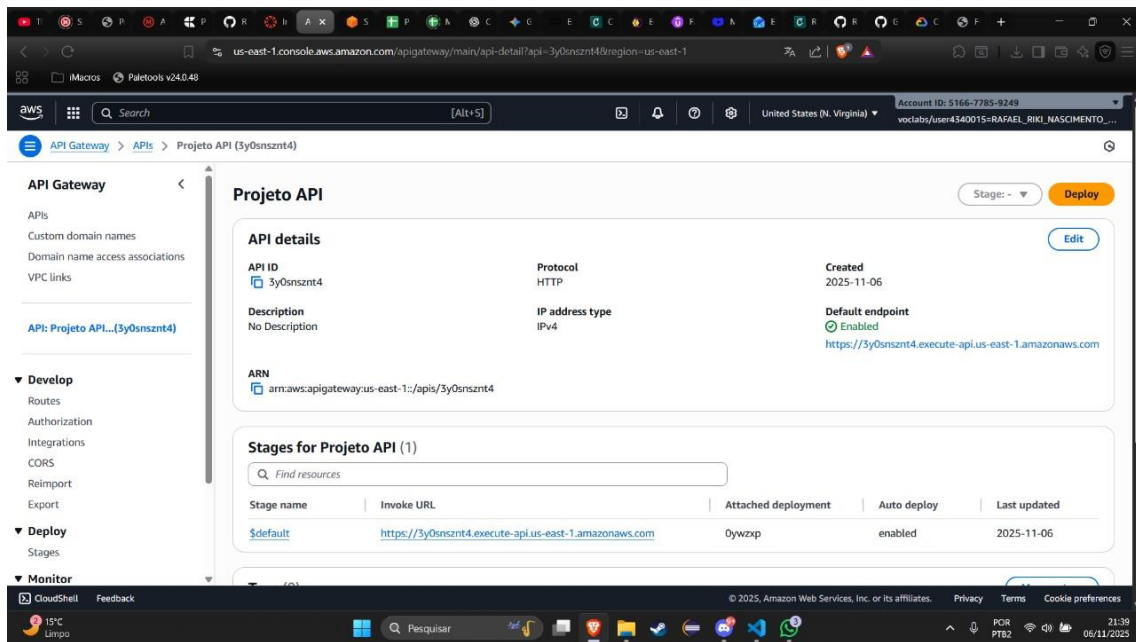 us-east-1.console.aws.amazon.com/apigateway/main/api-detail?api=3y0snsznt4&region=us-east-1
iMacros Paletools v24.0.48
aws Search [Alt+S] United States (N. Virginia)
Account ID: 5166-7785-9249
voclabs/user4340015=RAFAEL_RIKI_NASCIMENTO_...
API Gateway > APIs > Projeto API (3y0snsznt4)
API Gateway
APIs
Custom domain names
Domain name access associations
VPC links
API: Projeto API...(3y0snsznt4)
Develop
Routes
Authorization
Integrations
CORS
Reimport
Export
Deploy
Stages
Monitor
Projeto API
Stage: - Deploy
API details Edit
API ID Protocol Created
3y0snsznt4 HTTP 2025-11-06
Description IP address type Default endpoint
No Description IPv4 Enabled
https://3y0snsznt4.execute-api.us-east-1.amazonaws.com
ARN
arn:aws:apigateway:us-east-1::/apis/3y0snsznt4
Stages for Projeto API (1)
Find resources
Stage name Invoke URL Attached deployment Auto deploy Last updated
$default https://3y0snsznt4.execute-api.us-east-1.amazonaws.com 0ywzxp enabled 2025-11-06
CloudShell Feedback © 2025, Amazon Web Services, Inc. or its affiliates. Privacy Terms Cookie preferences
15°C
Limpo
Pesquisar
POR
PTB2
21:39
06/11/2025